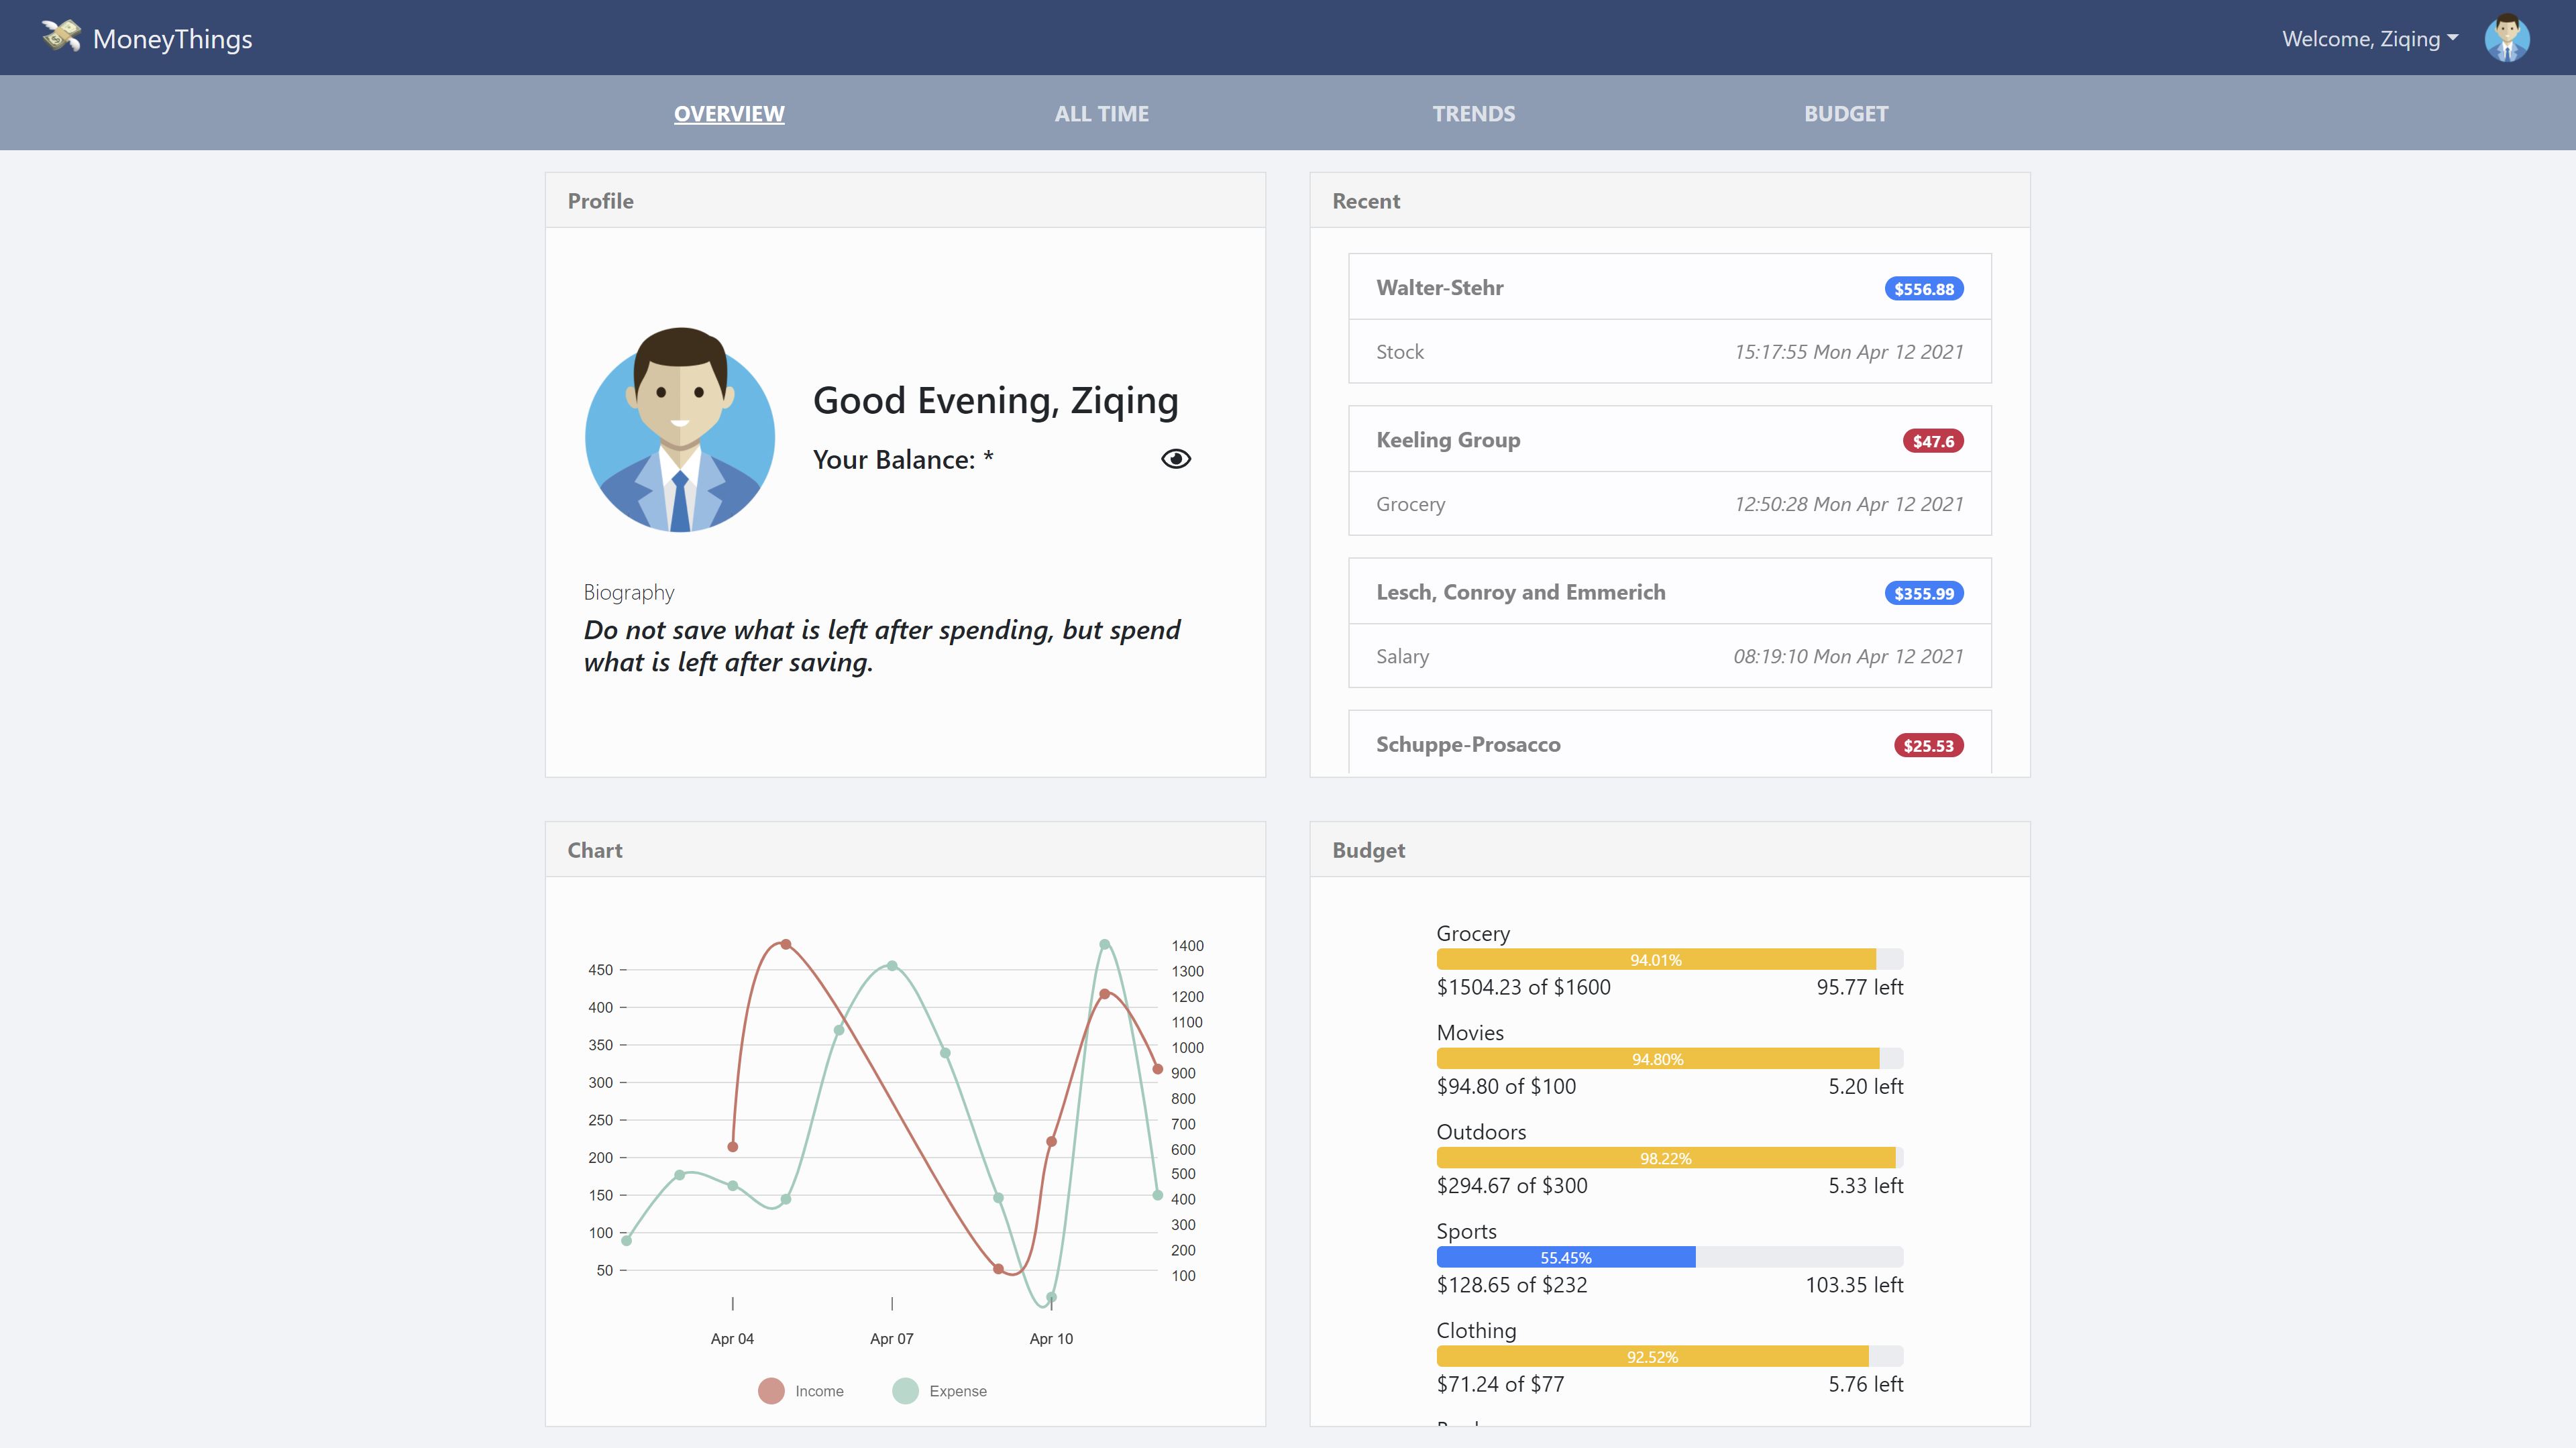 MoneyThings
Welcome, Ziqing
OVERVIEW
ALL TIME
TRENDS
BUDGET
Profile
Good Evening, Ziqing
Your Balance: *
Biography
Do not save what is left after spending, but spend
what is left after saving.
Recent
Walter-Stehr
$556.88
Stock
15:17:55 Mon Apr 12 2021
Keeling Group
$47.6
Grocery
12:50:28 Mon Apr 12 2021
Lesch, Conroy and Emmerich
$355.99
Salary
08:19:10 Mon Apr 12 2021
Schuppe-Prosacco
$25.53
Chart
450
400
350
300
250
200
150
100
50
1400
1300
1200
1100
1000
900
800
700
600
500
400
300
200
100
Apr 04
Apr 07
Apr 10
Income
Expense
Budget
Grocery
94.01%
$1504.23 of $1600
95.77 left
Movies
94.80%
$94.80 of $100
5.20 left
Outdoors
98.22%
$294.67 of $300
5.33 left
Sports
55.45%
$128.65 of $232
103.35 left
Clothing
92.52%
$71.24 of $77
5.76 left